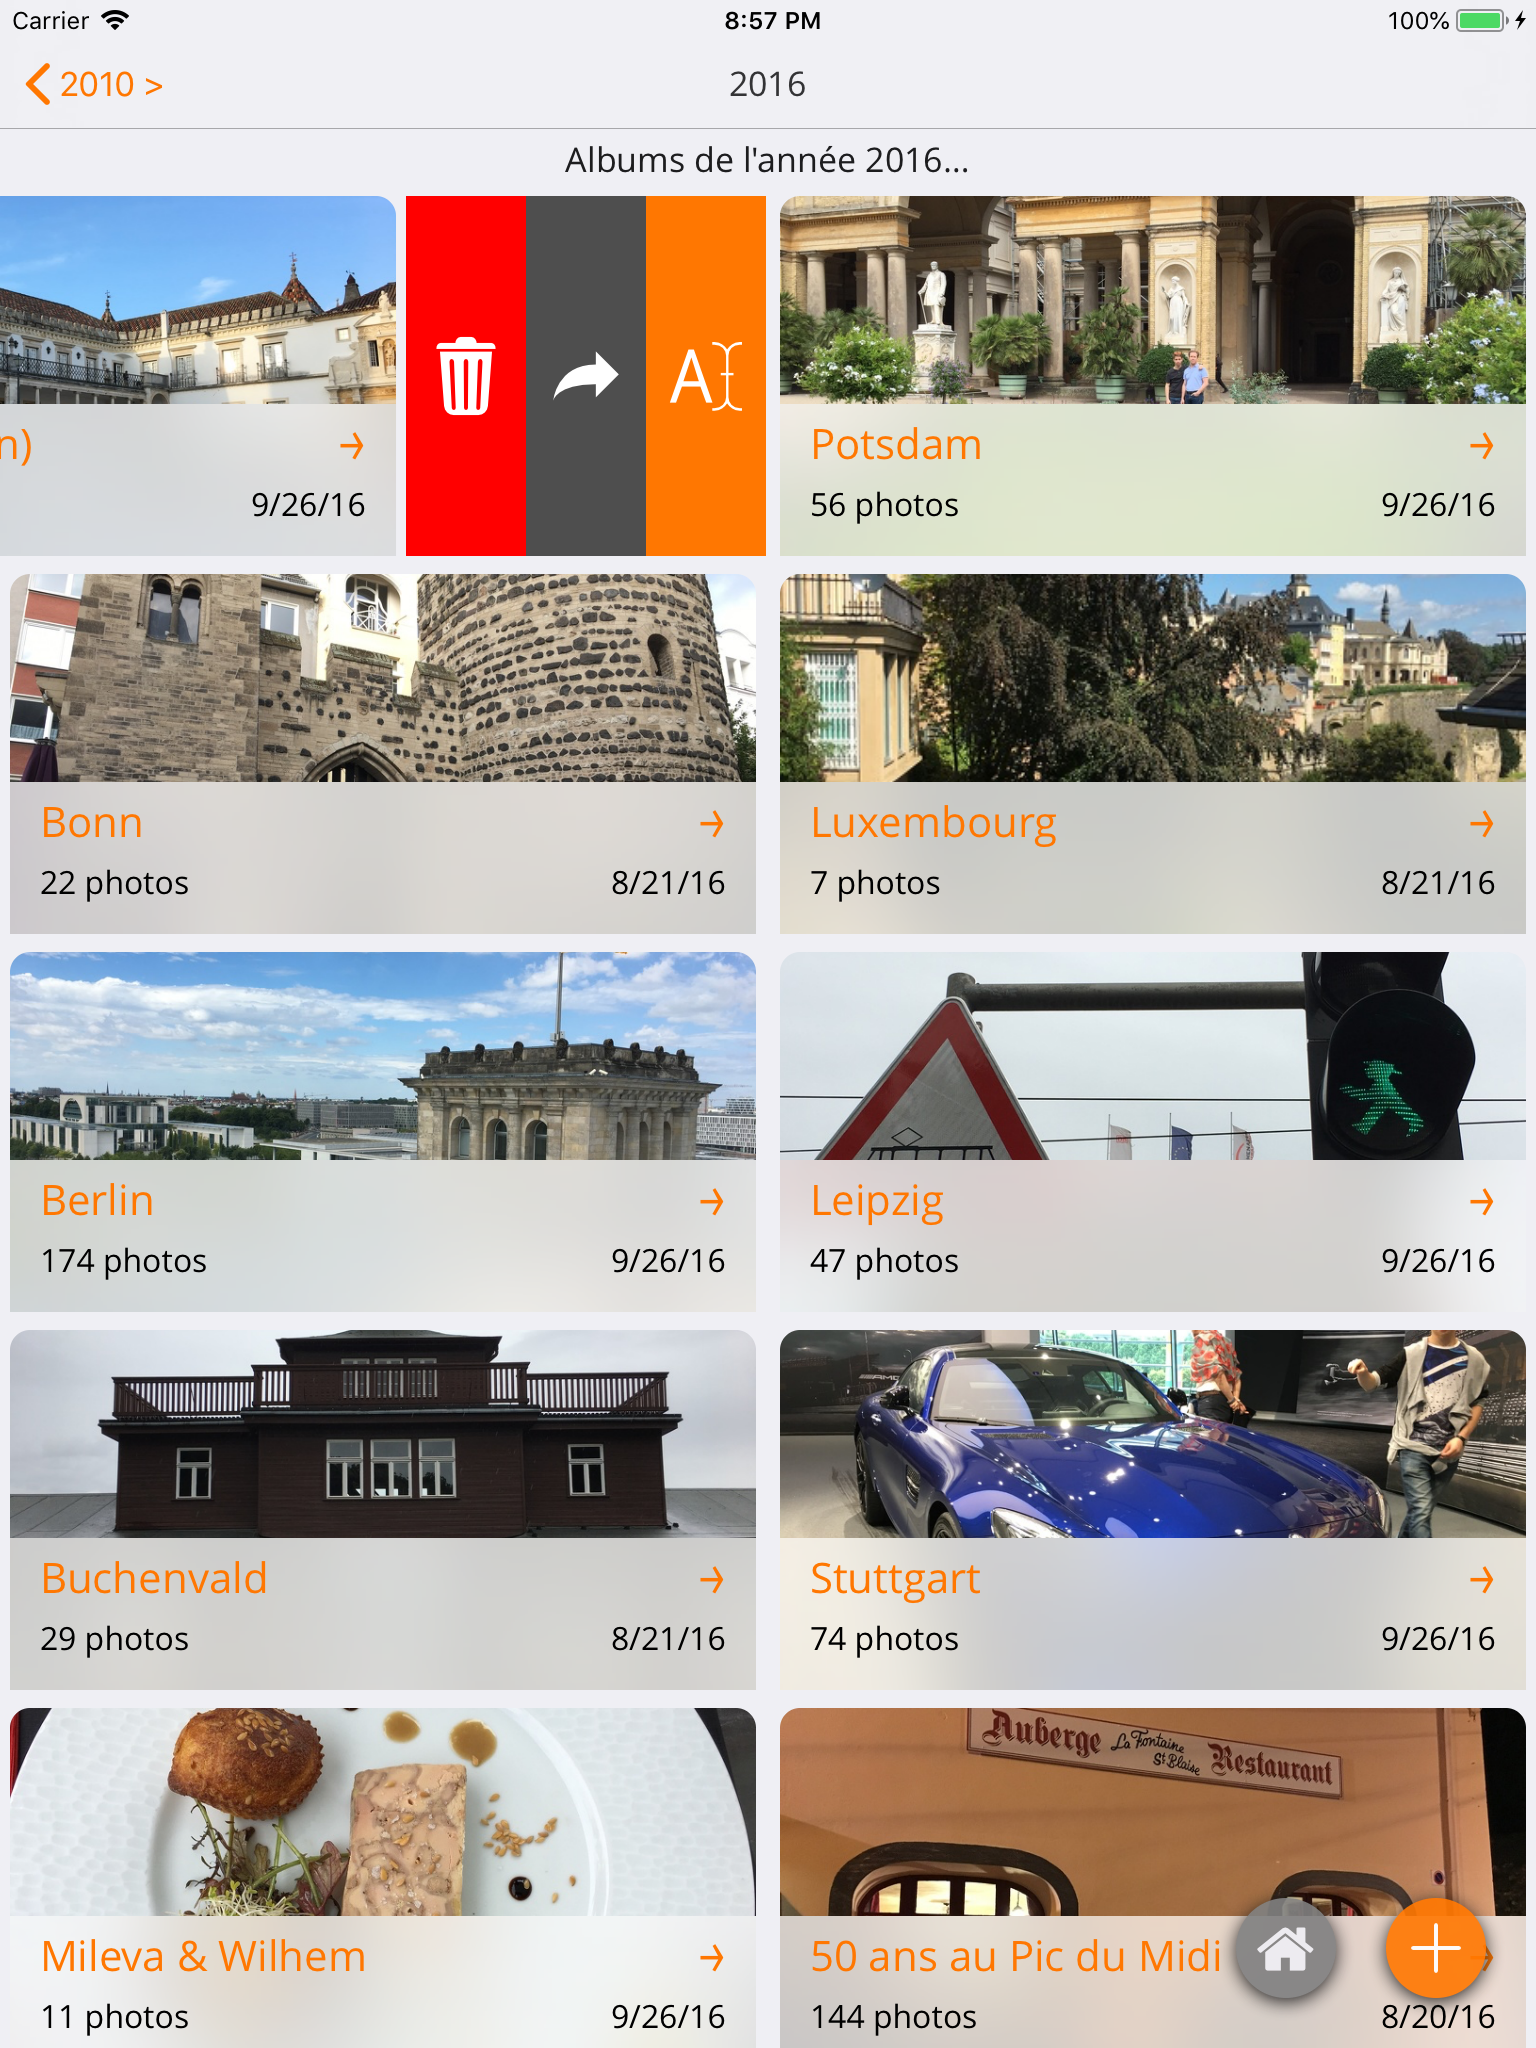 Carrier
8:57 PM
100%
2010 >
2016
Albums de l'année 2016...
n)
9/26/16
A
Potsdam
56 photos
9/26/16
Bonn
22 photos
8/21/16
Luxembourg
7 photos
8/21/16
Berlin
174 photos
9/26/16
Leipzig
47 photos
9/26/16
Buchenvald
29 photos
8/21/16
AMG
Stuttgart
74 photos
9/26/16
Mileva & Wilhem
11 photos
9/26/16
Auberge La Fontaine St Blaise Restaurant
50 ans au Pic du Midi
144 photos
8/20/16